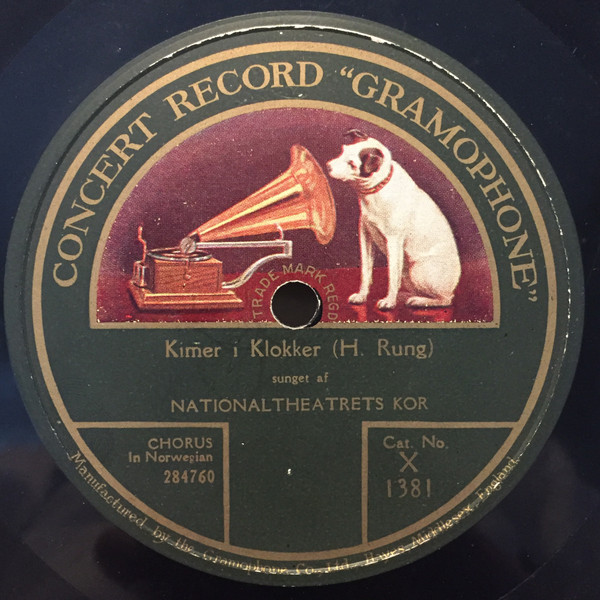 CONCERT RECORD “GRAMOPHONE”
TRADE MARK REGD
Kimer i Klokker (H. Rung)
sunget af
NATIONALTHEATRETS KOR
CHORUS
In Norwegian
284760
Cat. No.
X
1381
Manufactured by the Gramophone Co., Ltd., Hayes, Middlesex, England.